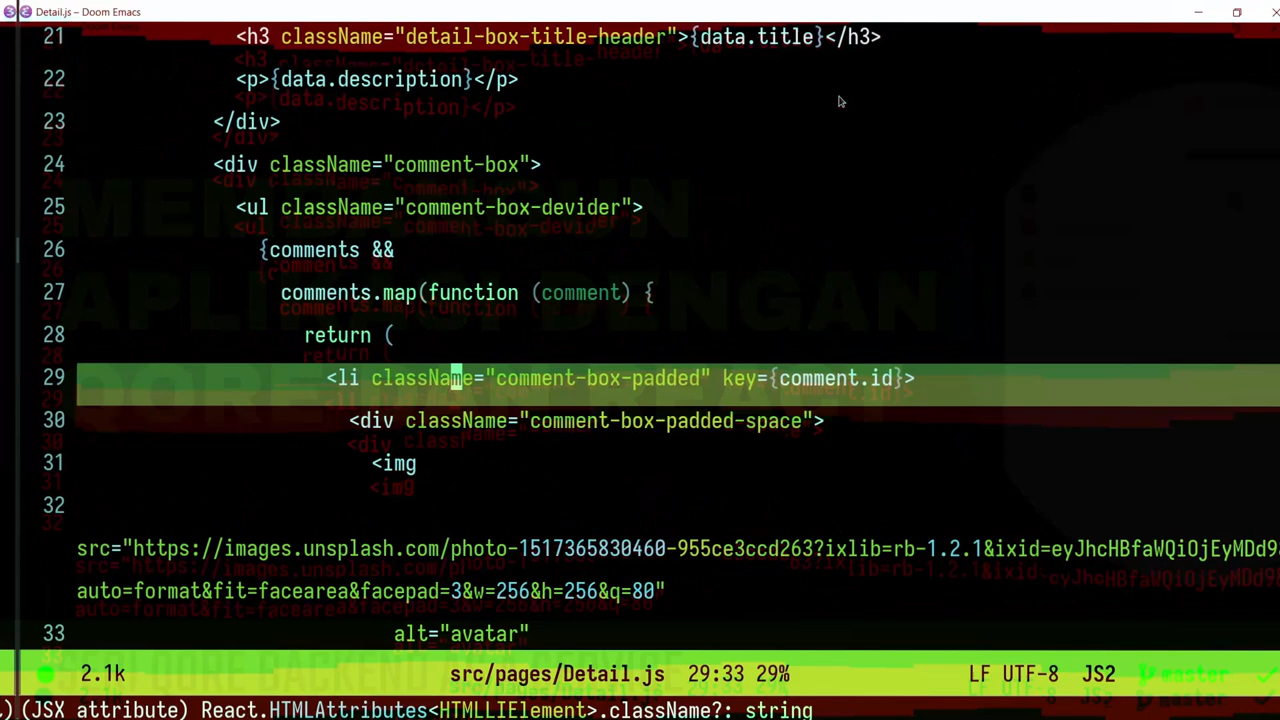 Detail.js – Doom Emacs
21 <h3 className="detail-box-title-header">{data.title}</h3>
22 <p>{data.description}</p>
23 </div>
24 <div className="comment-box">
25 <ul className="comment-box-devider">
26 {comments &&
27 comments.map(function (comment) {
28 return (
29 <li className="comment-box-padded" key={comment.id}>
30 <div className="comment-box-padded-space">
31 <img
32
src="https://images.unsplash.com/photo-1517365830460-955ce3ccd263?ixlib=rb-1.2.1&ixid=eyJhcHBfaWQiOjEyMDd9&
auto=format&fit=facearea&facepad=3&w=256&h=256&q=80"
33 alt="avatar"
2.1k src/pages/Detail.js 29:33 29% LF UTF-8 JS2 master
(JSX attribute) React.HTMLAttributes<HTMLLIElement>.className?: string
APLIKASI DENGAN